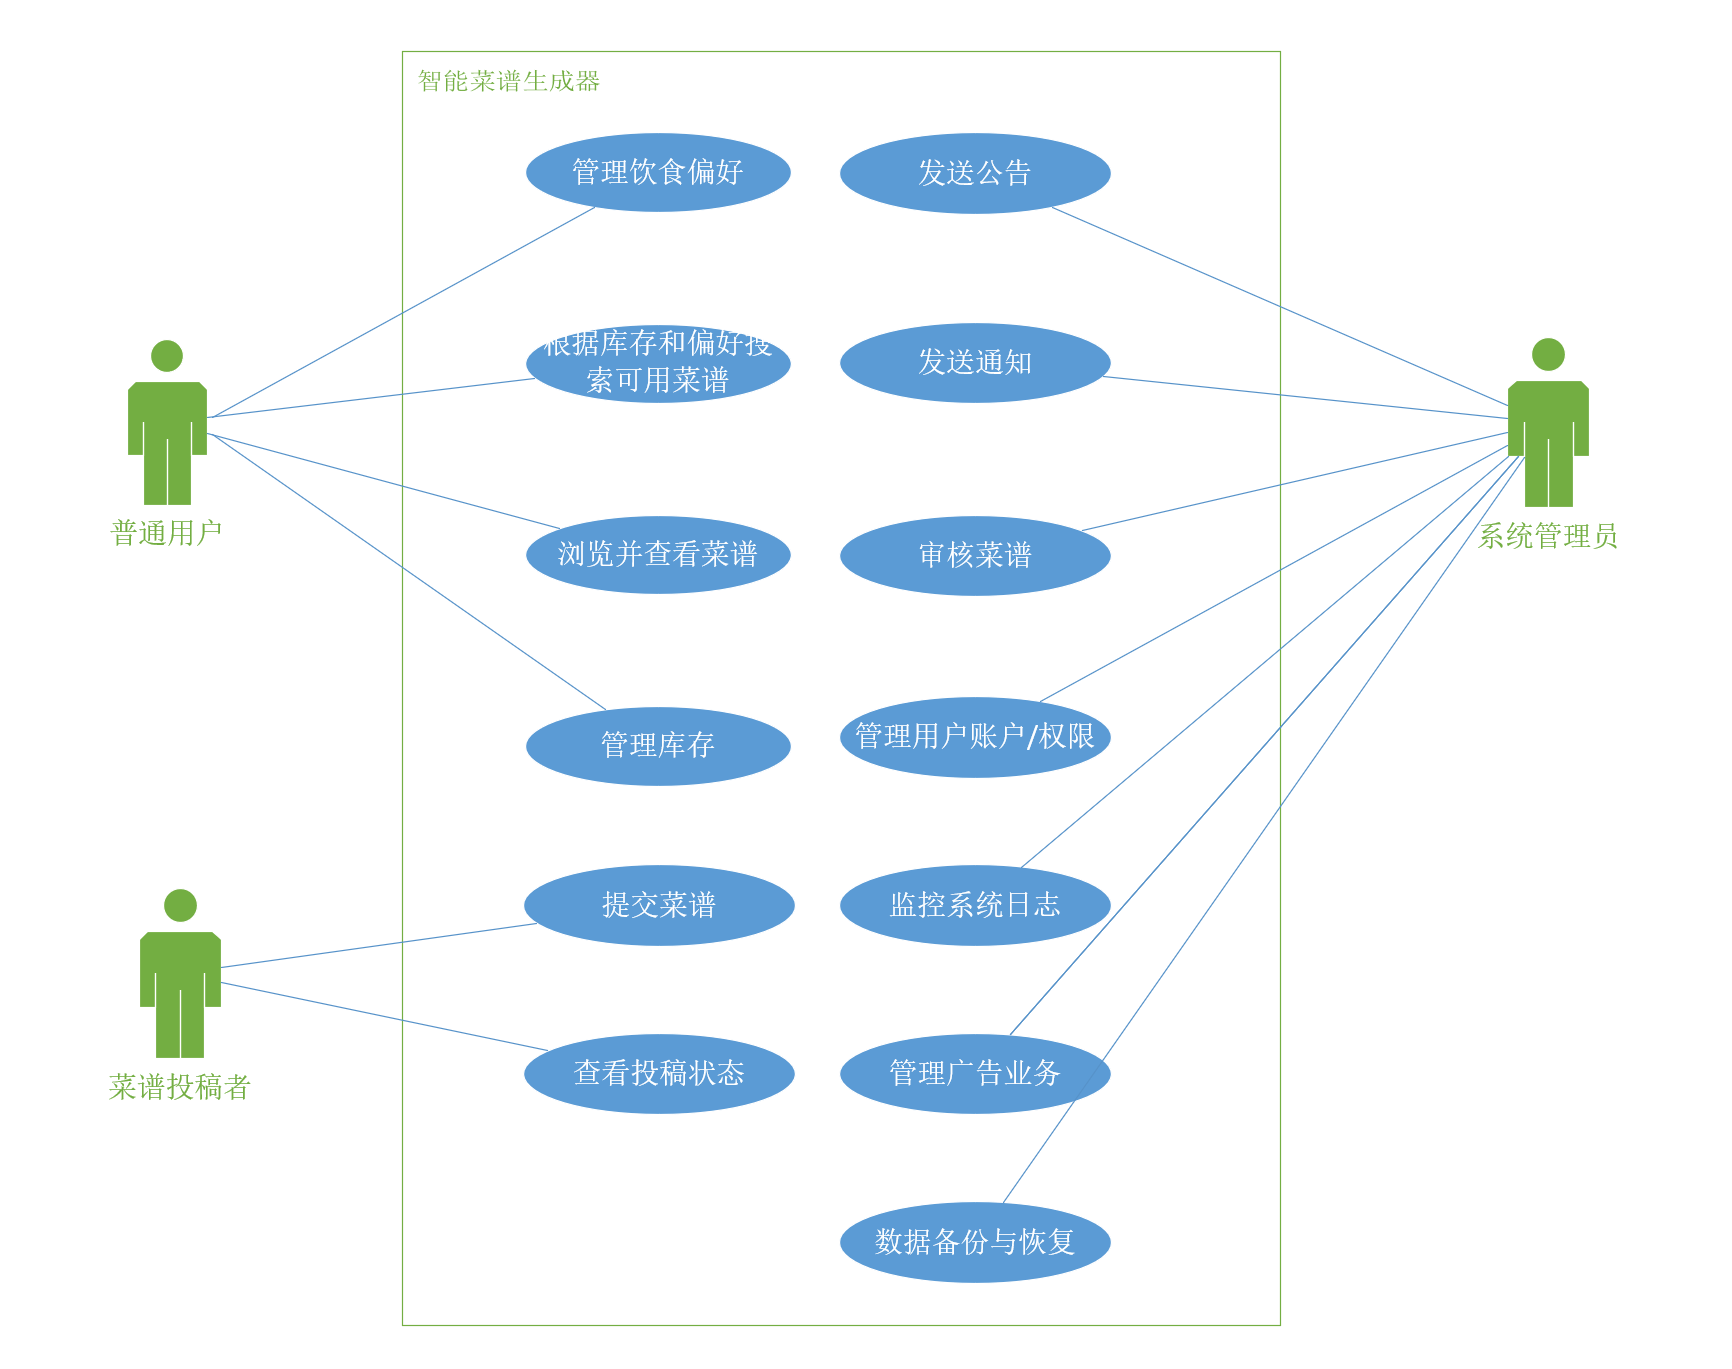 智能菜谱生成器
管理饮食偏好
发送公告
根据库存和偏好搜
索可用菜谱
发送通知
普通用户
系统管理员
浏览并查看菜谱
审核菜谱
管理库存
管理用户账户/权限
提交菜谱
监控系统日志
菜谱投稿者
查看投稿状态
管理广告业务
数据备份与恢复